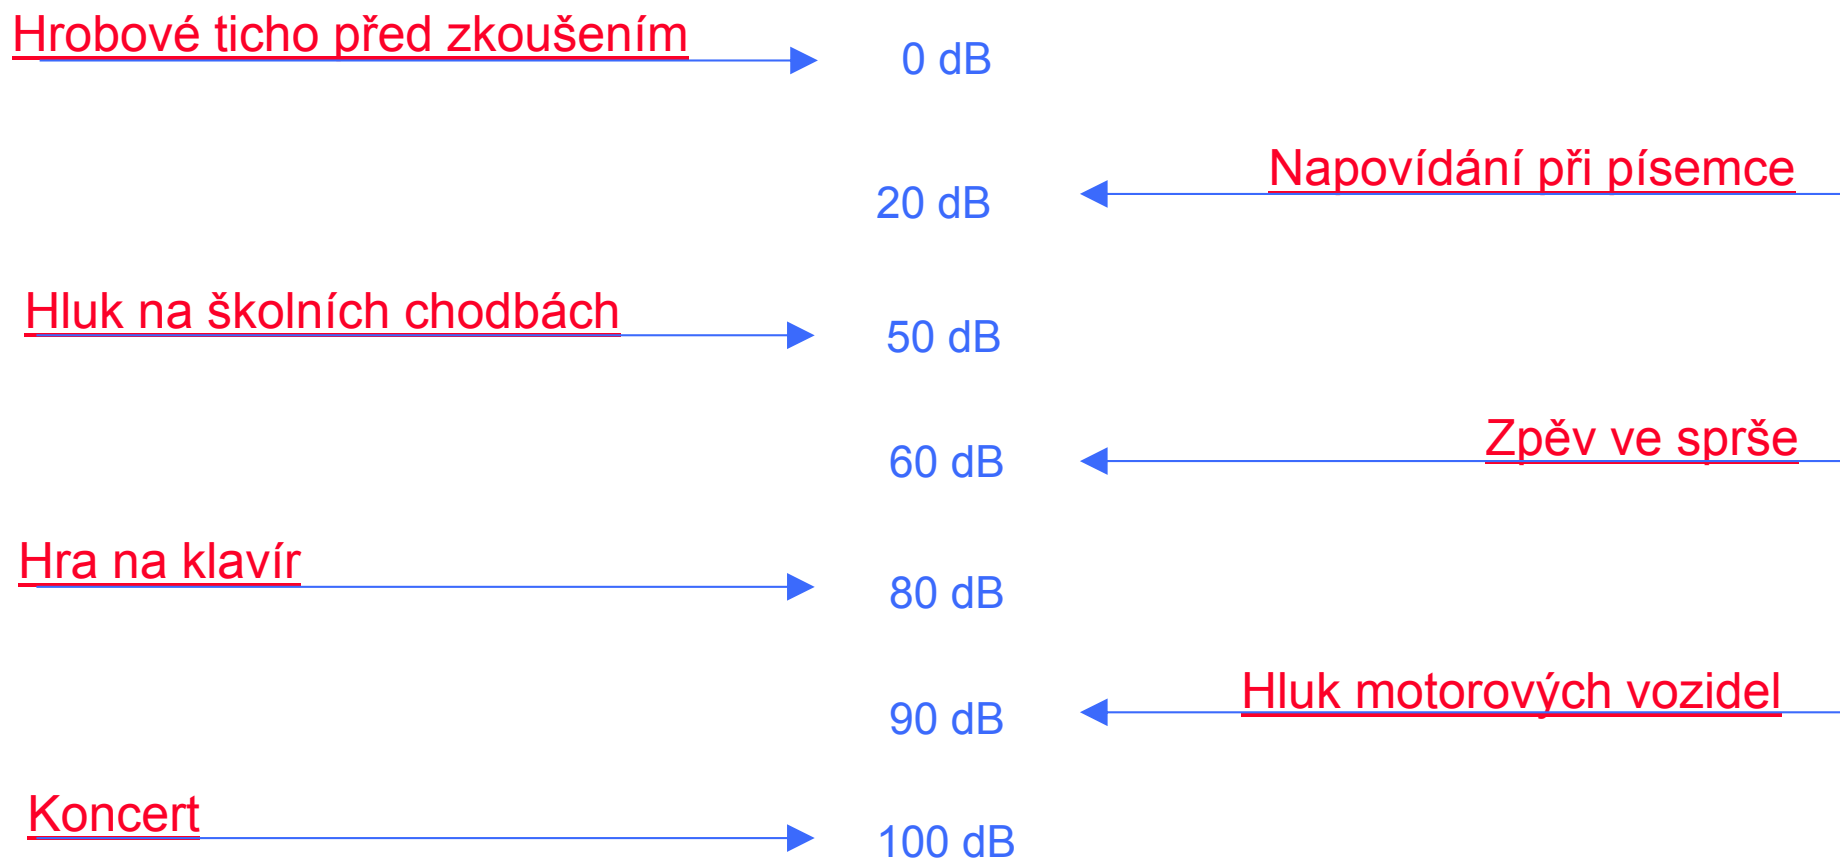 Hrobové ticho před zkoušením
0 dB
Napovídání při písemce
20 dB
Hluk na školních chodbách
50 dB
Zpěv ve sprše
60 dB
Hra na klavír
80 dB
Hluk motorových vozidel
90 dB
Koncert
100 dB